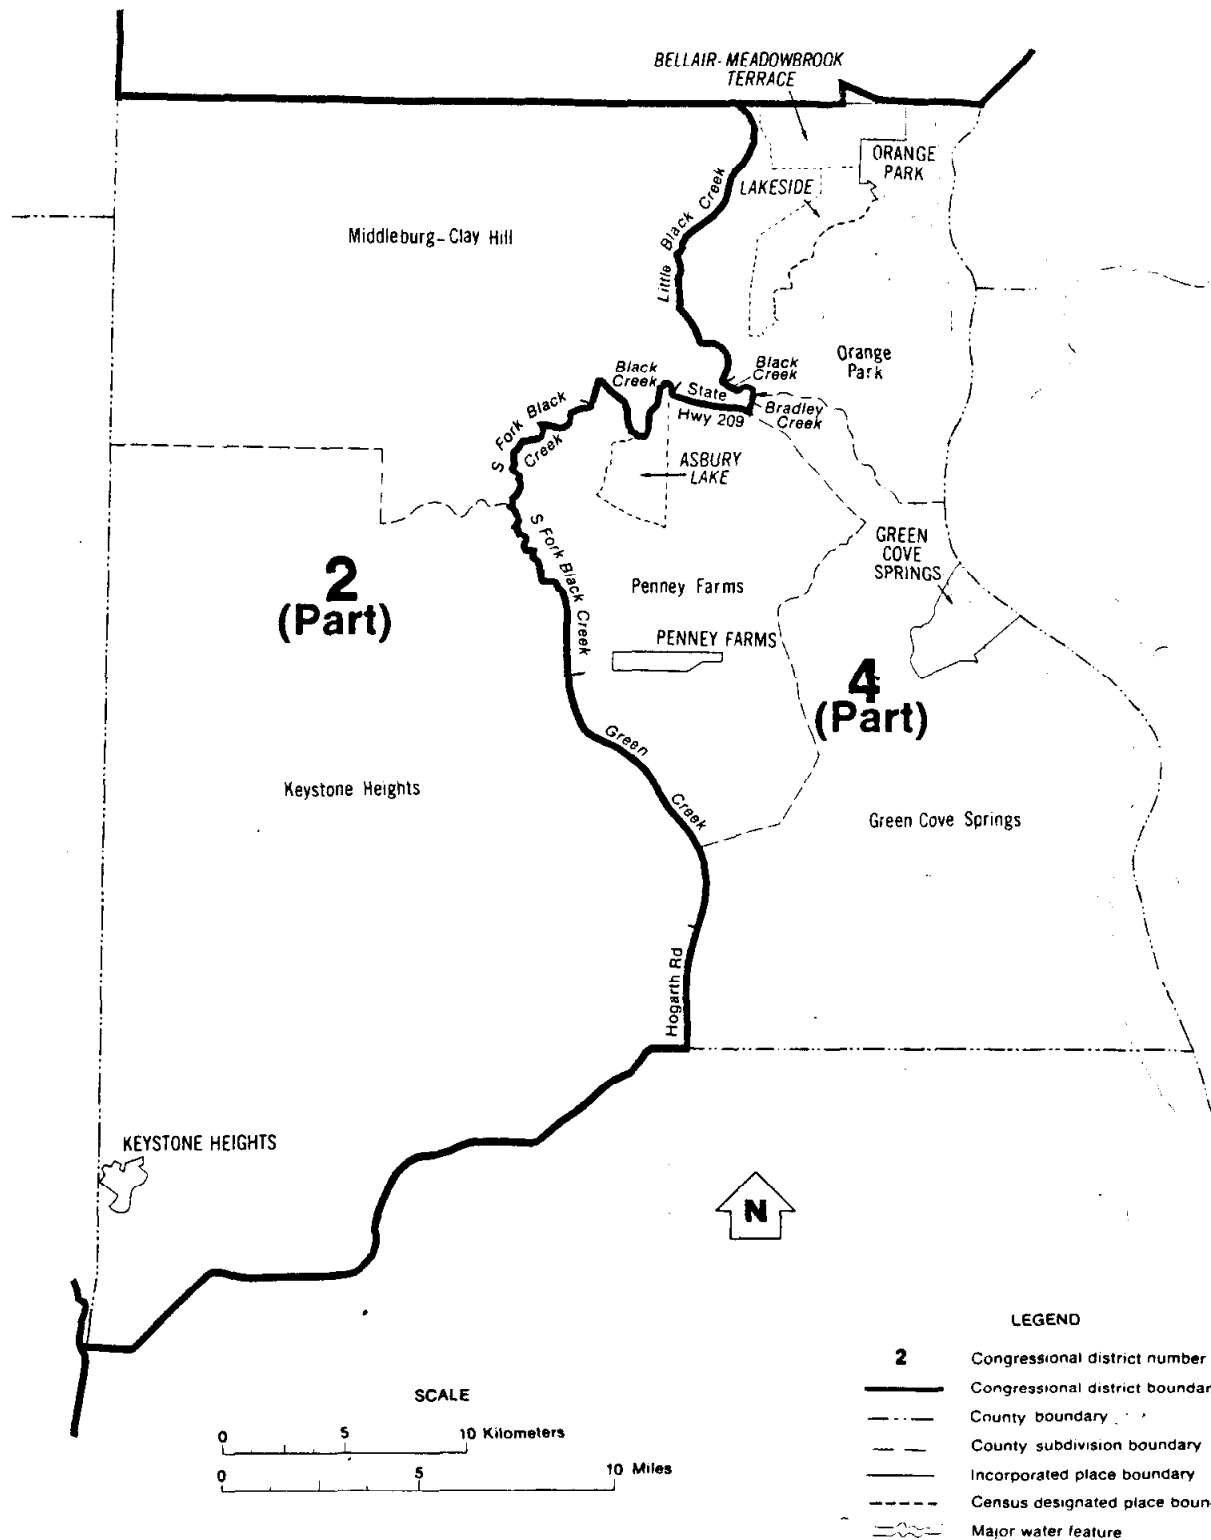 BELLAIR-MEADOWBROOK
TERRACE
ORANGE
PARK
LAKESIDE
Little Black Creek
Middleburg-Clay Hill
Orange
Park
Black
Creek
Black
Creek
State
Hwy 209
Bradley
Creek
S Fork Black
Creek
ASBURY
LAKE
GREEN
COVE
SPRINGS
S Fork Black Creek
2
(Part)
Penney Farms
PENNEY FARMS
4
(Part)
Green
Creek
Keystone Heights
Green Cove Springs
Hogarth Rd
KEYSTONE HEIGHTS
N
LEGEND
2 Congressional district number
Congressional district boundar
County boundary
County subdivision boundary
Incorporated place boundary
Census designated place boun
Major water feature
SCALE
0 5 10 Kilometers
0 5 10 Miles